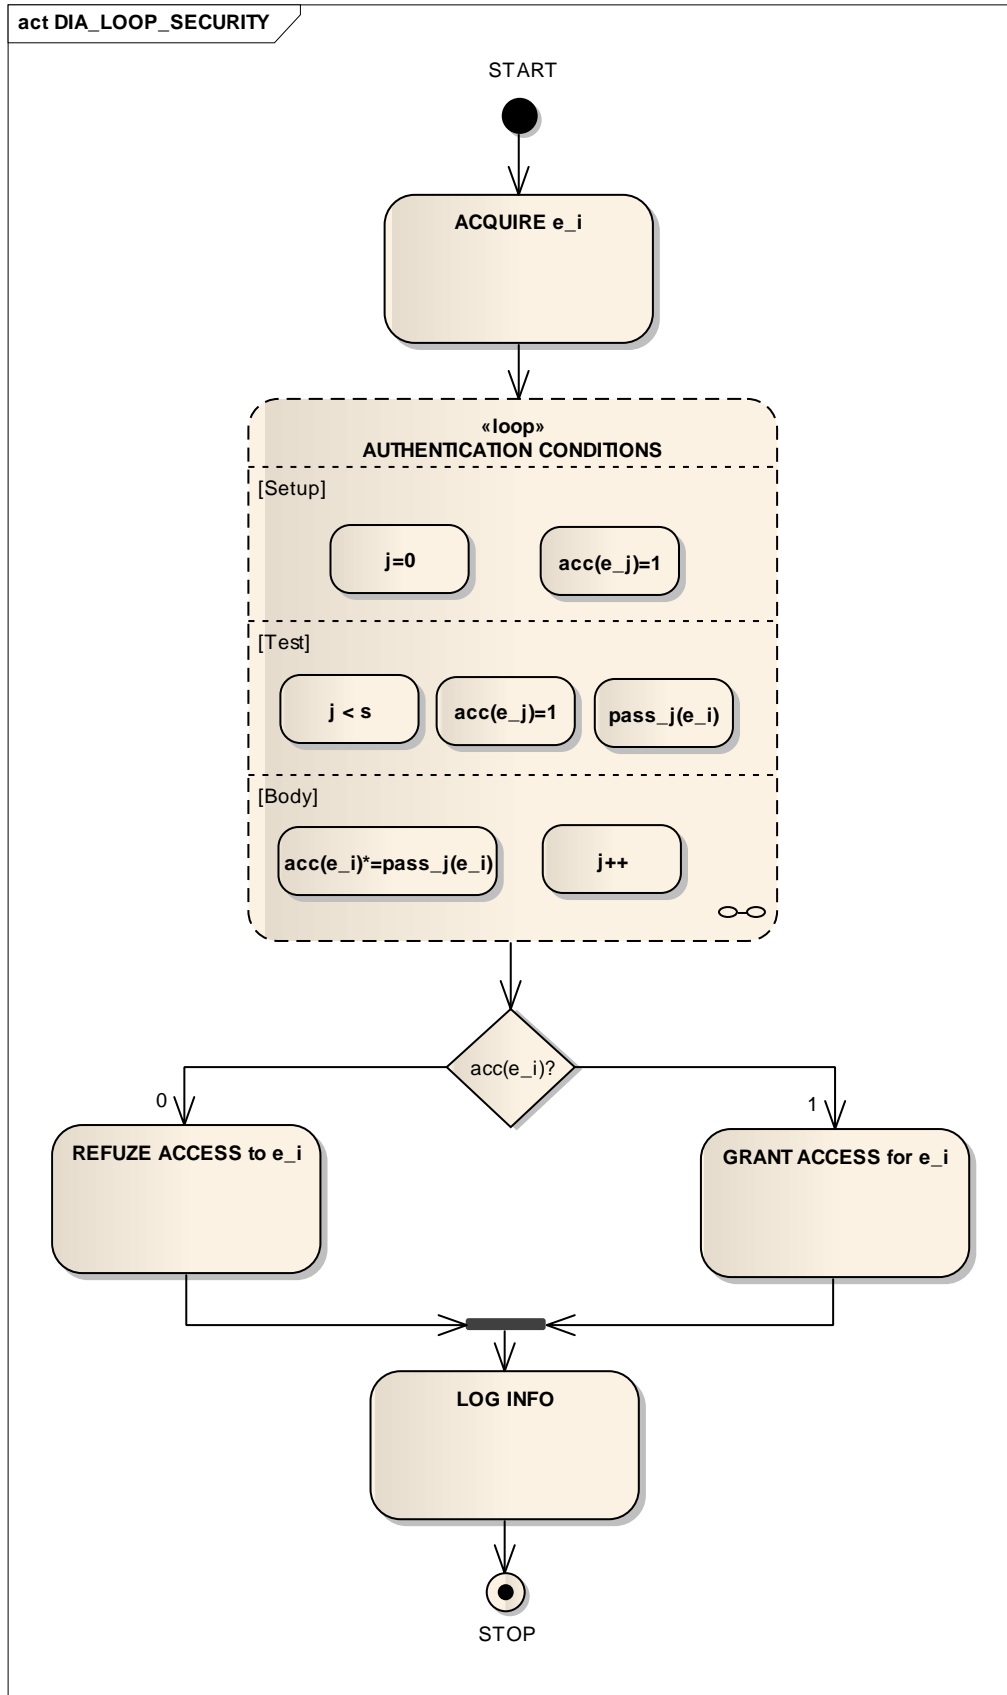 act DIA_LOOP_SECURITY
START
ACQUIRE e_i
«loop»
AUTHENTICATION CONDITIONS
[Setup]
j=0
acc(e_j)=1
[Test]
j < s
acc(e_j)=1
pass_j(e_i)
[Body]
acc(e_i)*=pass_j(e_i)
j++
acc(e_i)?
0
1
REFUZE ACCESS to e_i
GRANT ACCESS for e_i
LOG INFO
STOP